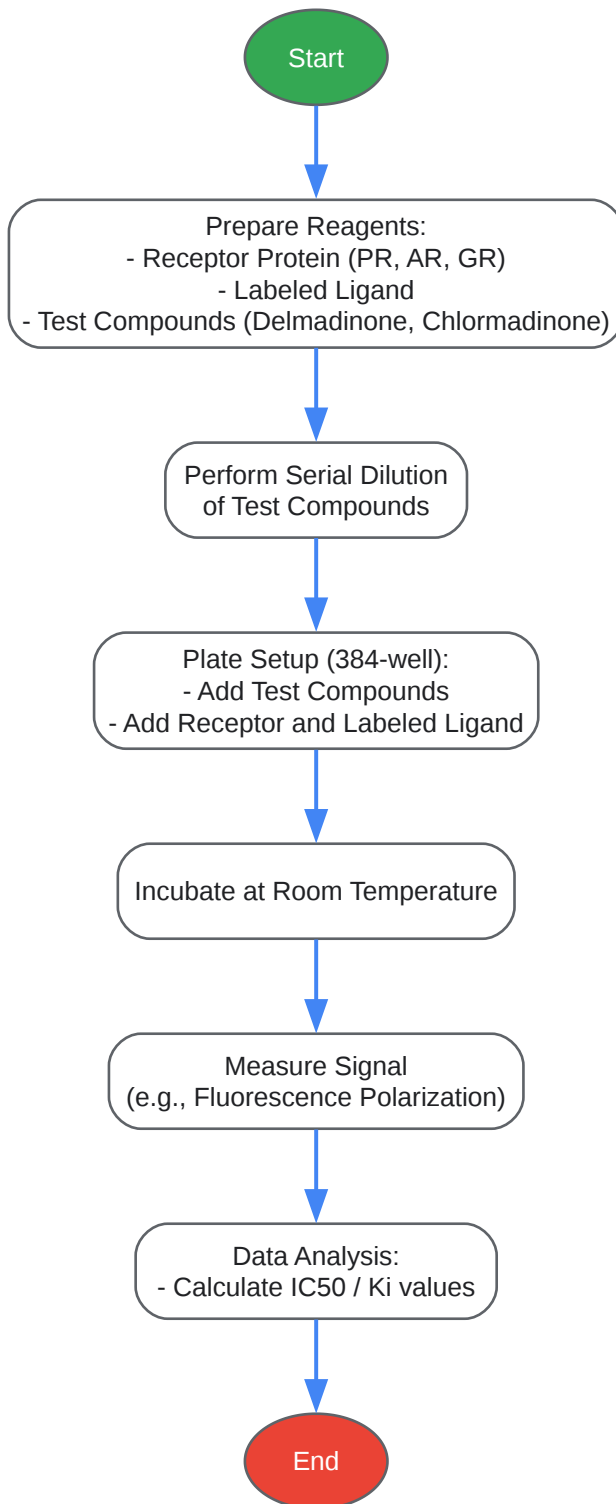 Start
Prepare Reagents:
- Receptor Protein (PR, AR, GR)
- Labeled Ligand
- Test Compounds (Delmadinone, Chlormadinone)
Perform Serial Dilution
of Test Compounds
Plate Setup (384-well):
- Add Test Compounds
- Add Receptor and Labeled Ligand
Incubate at Room Temperature
Measure Signal
(e.g., Fluorescence Polarization)
Data Analysis:
- Calculate IC50 / Ki values
End